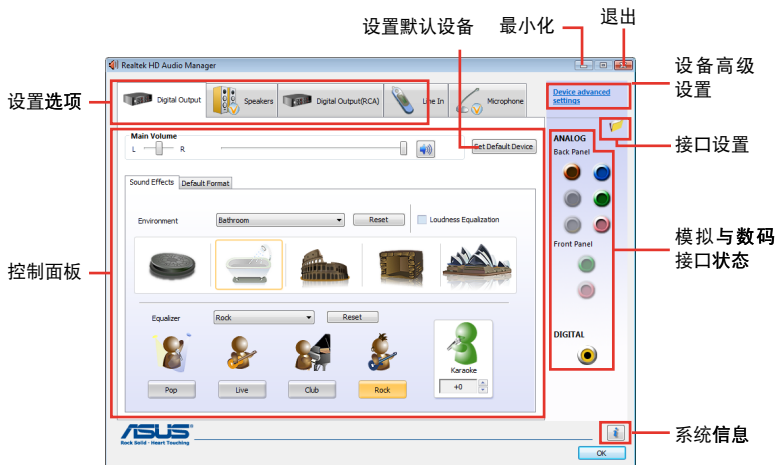 退出
最小化
设置默认设备
Realtek HD Audio Manager
设备高级
设置
设置选项
Digital Output
Speakers
Digital Output(RCA)
Line In
Microphone
Device advanced
settings
接口设置
Main Volume
L
R
Set Default Device
ANALOG
Back Panel
Sound Effects
Default Format
Environment
Bathroom
Reset
Loudness Equalization
模拟与数码
接口状态
Front Panel
控制面板
Equalizer
Rock
Reset
DIGITAL
Karaoke
Pop
Live
Club
Rock
+0
ASUS
Rock Solid · Heart Touching
系统信息
OK